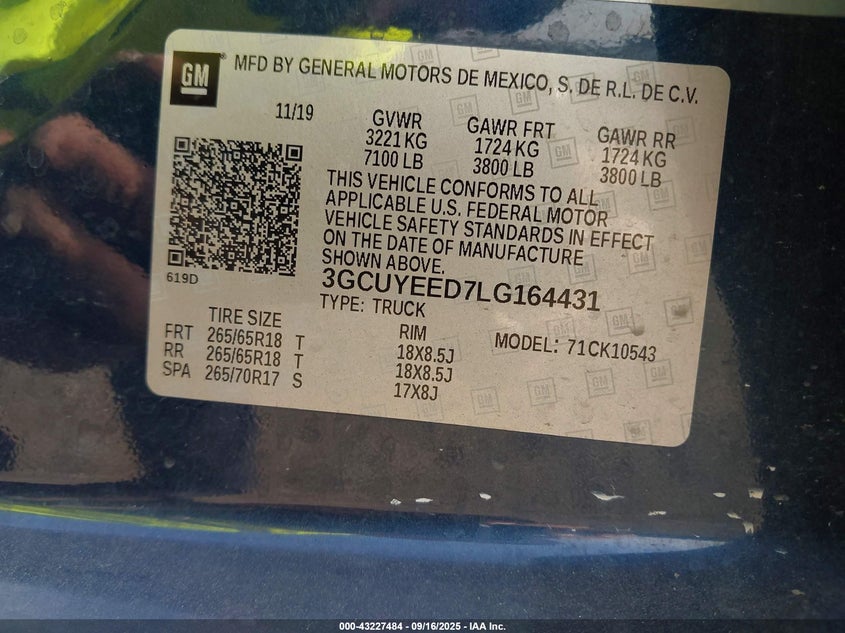 GM
MFD BY GENERAL MOTORS DE MEXICO, S. DE R.L. DE C.V.
11/19
GVWR
3221 KG
7100 LB
GAWR FRT
1724 KG
3800 LB
GAWR RR
1724 KG
3800 LB
THIS VEHICLE CONFORMS TO ALL
APPLICABLE U.S. FEDERAL MOTOR
VEHICLE SAFETY STANDARDS IN EFFECT
ON THE DATE OF MANUFACTURE
SHOWN ABOVE.
619D
3GCUYEED7LG164431
TYPE: TRUCK
TIRE SIZE RIM MODEL: 71CK10543
FRT 265/65R18 T 18X8.5J
RR 265/65R18 T 18X8.5J
SPA 265/70R17 S 17X8J
000-43227484 - 09/16/2025 - IAA Inc.